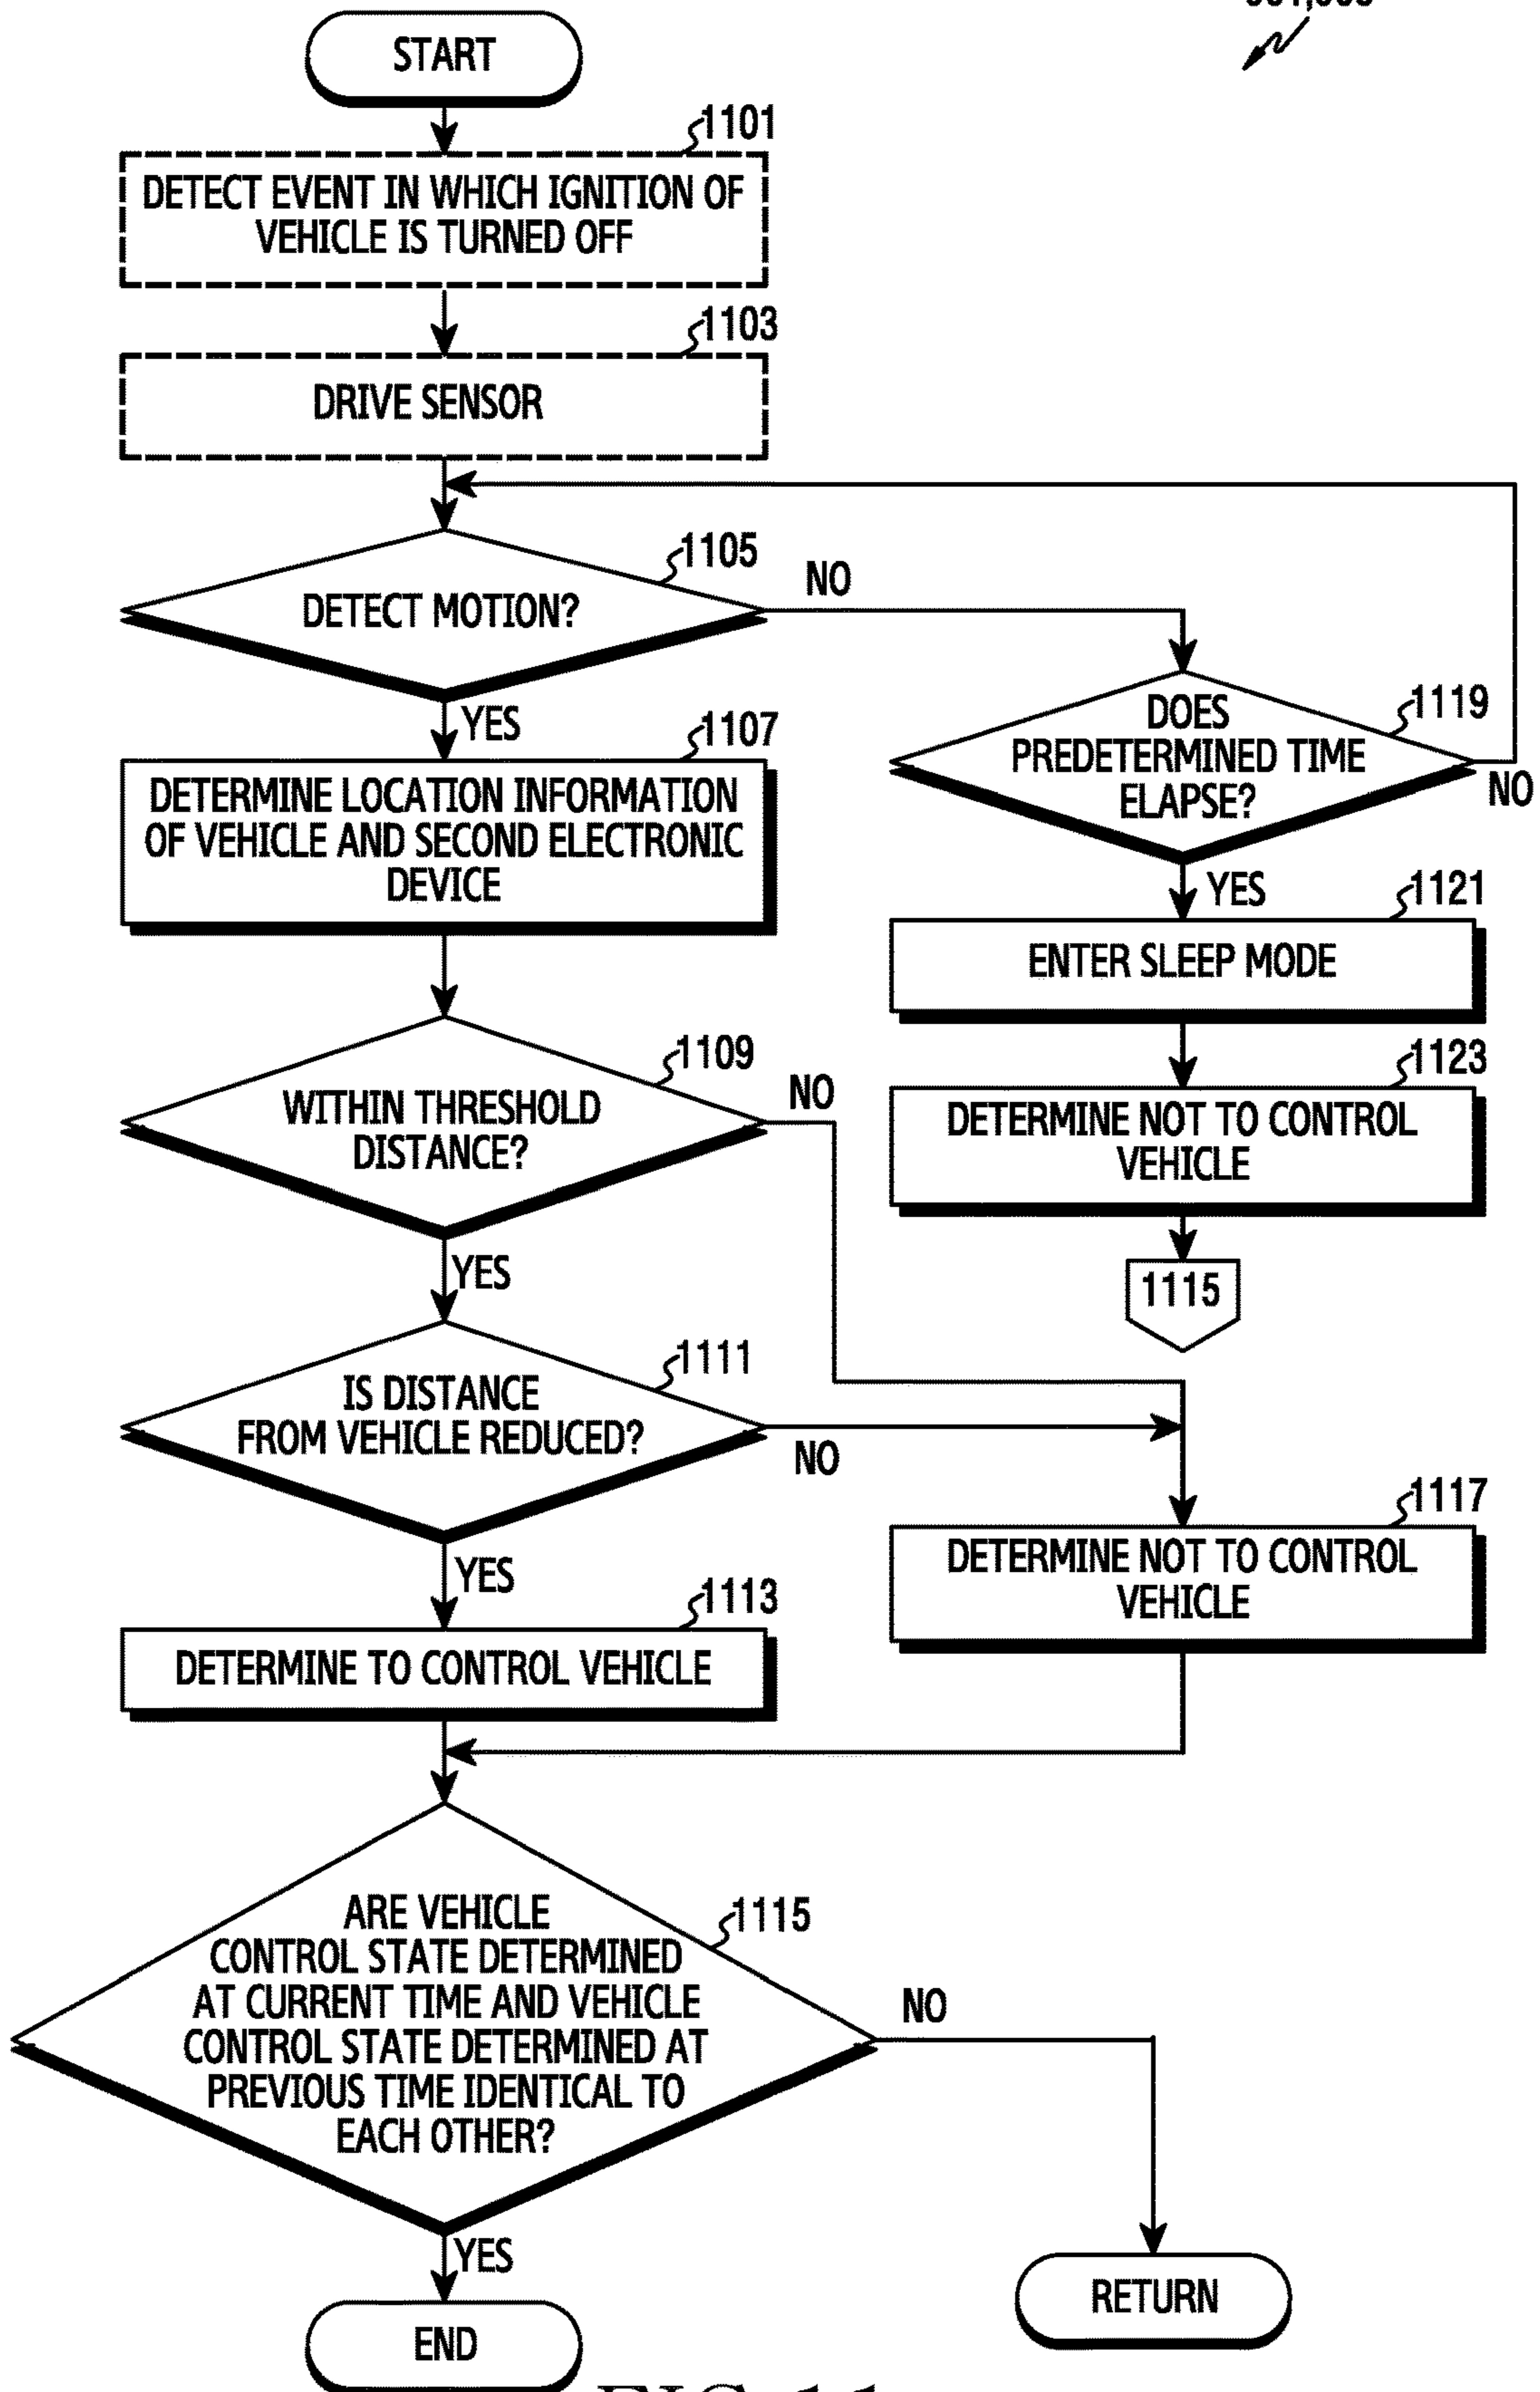 START
1101
DETECT EVENT IN WHICH IGNITION OF
VEHICLE IS TURNED OFF
1103
DRIVE SENSOR
1105
DETECT MOTION?
NO
YES
1119
DOES
PREDETERMINED TIME
ELAPSE?
NO
YES
1107
DETERMINE LOCATION INFORMATION
OF VEHICLE AND SECOND ELECTRONIC
DEVICE
1121
ENTER SLEEP MODE
1109
WITHIN THRESHOLD
DISTANCE?
NO
YES
1123
DETERMINE NOT TO CONTROL
VEHICLE
1115
1111
IS DISTANCE
FROM VEHICLE REDUCED?
NO
YES
1117
DETERMINE NOT TO CONTROL
VEHICLE
1113
DETERMINE TO CONTROL VEHICLE
1115
ARE VEHICLE
CONTROL STATE DETERMINED
AT CURRENT TIME AND VEHICLE
CONTROL STATE DETERMINED AT
PREVIOUS TIME IDENTICAL TO
EACH OTHER?
NO
YES
RETURN
END